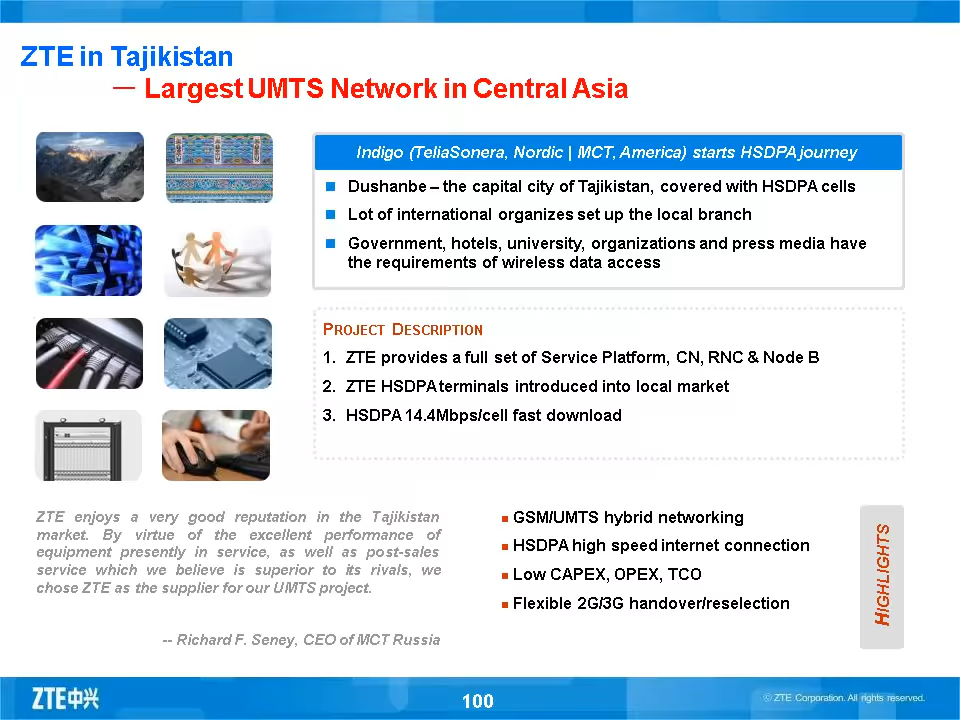 ZTE in Tajikistan
— Largest UMTS Network in Central Asia
Indigo (TeliaSonera, Nordic | MCT, America) starts HSDPA journey
Dushanbe – the capital city of Tajikistan, covered with HSDPA cells
Lot of international organizes set up the local branch
Government, hotels, university, organizations and press media have
the requirements of wireless data access
PROJECT DESCRIPTION
1. ZTE provides a full set of Service Platform, CN, RNC & Node B
2. ZTE HSDPA terminals introduced into local market
3. HSDPA 14.4Mbps/cell fast download
ZTE enjoys a very good reputation in the Tajikistan
market. By virtue of the excellent performance of
equipment presently in service, as well as post-sales
service which we believe is superior to its rivals, we
chose ZTE as the supplier for our UMTS project.
-- Richard F. Seney, CEO of MCT Russia
GSM/UMTS hybrid networking
HSDPA high speed internet connection
Low CAPEX, OPEX, TCO
Flexible 2G/3G handover/reselection
HIGHLIGHTS
ZTE中兴
100
© ZTE Corporation. All rights reserved.